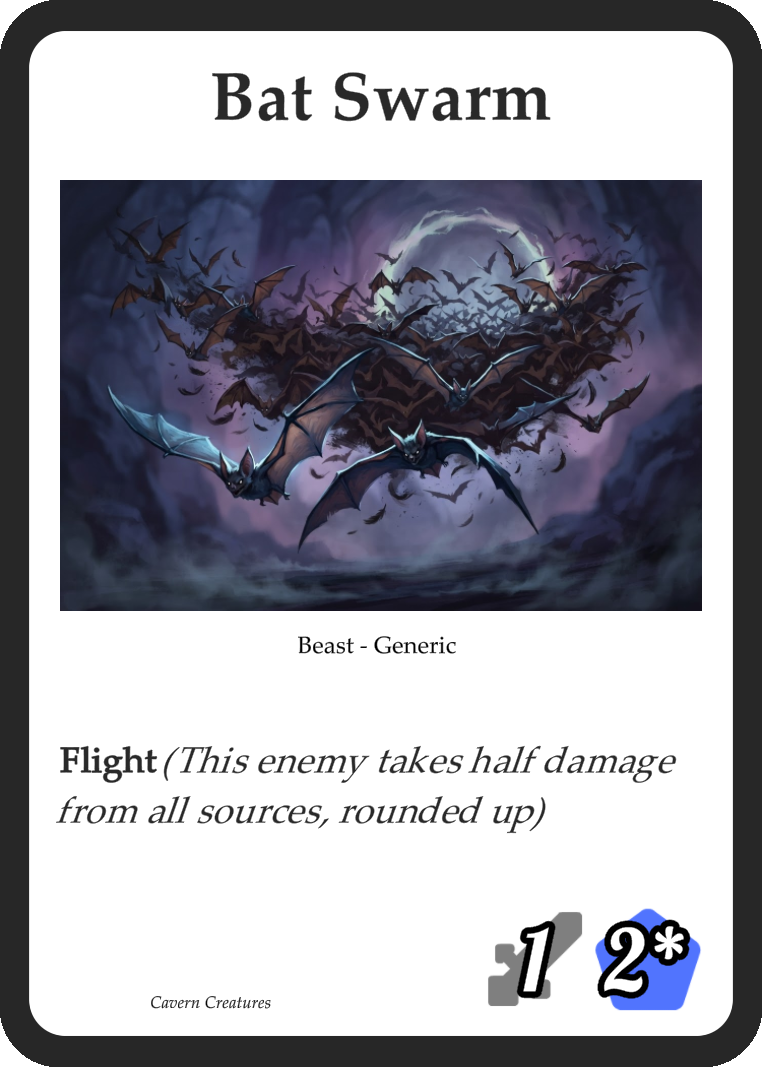 Bat Swarm
Beast - Generic
Flight (This enemy takes half damage
from all sources, rounded up)
1 2*
Cavern Creatures